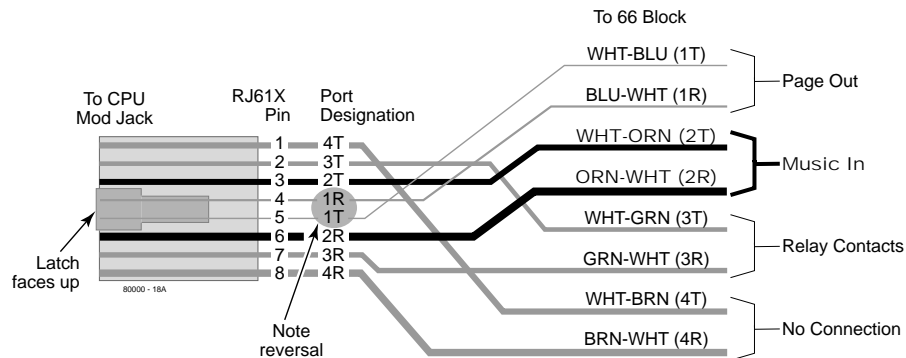 To 66 Block
WHT-BLU (1T)
BLU-WHT (1R)
Page Out
To CPU
Mod Jack
RJ61X
Pin
Port
Designation
1 4T
2 3T
3 2T
4 1R
5 1T
6 2R
7 3R
8 4R
WHT-ORN (2T)
ORN-WHT (2R)
Music In
WHT-GRN (3T)
GRN-WHT (3R)
Relay Contacts
WHT-BRN (4T)
BRN-WHT (4R)
No Connection
Latch
faces up
80000 - 18A
Note
reversal